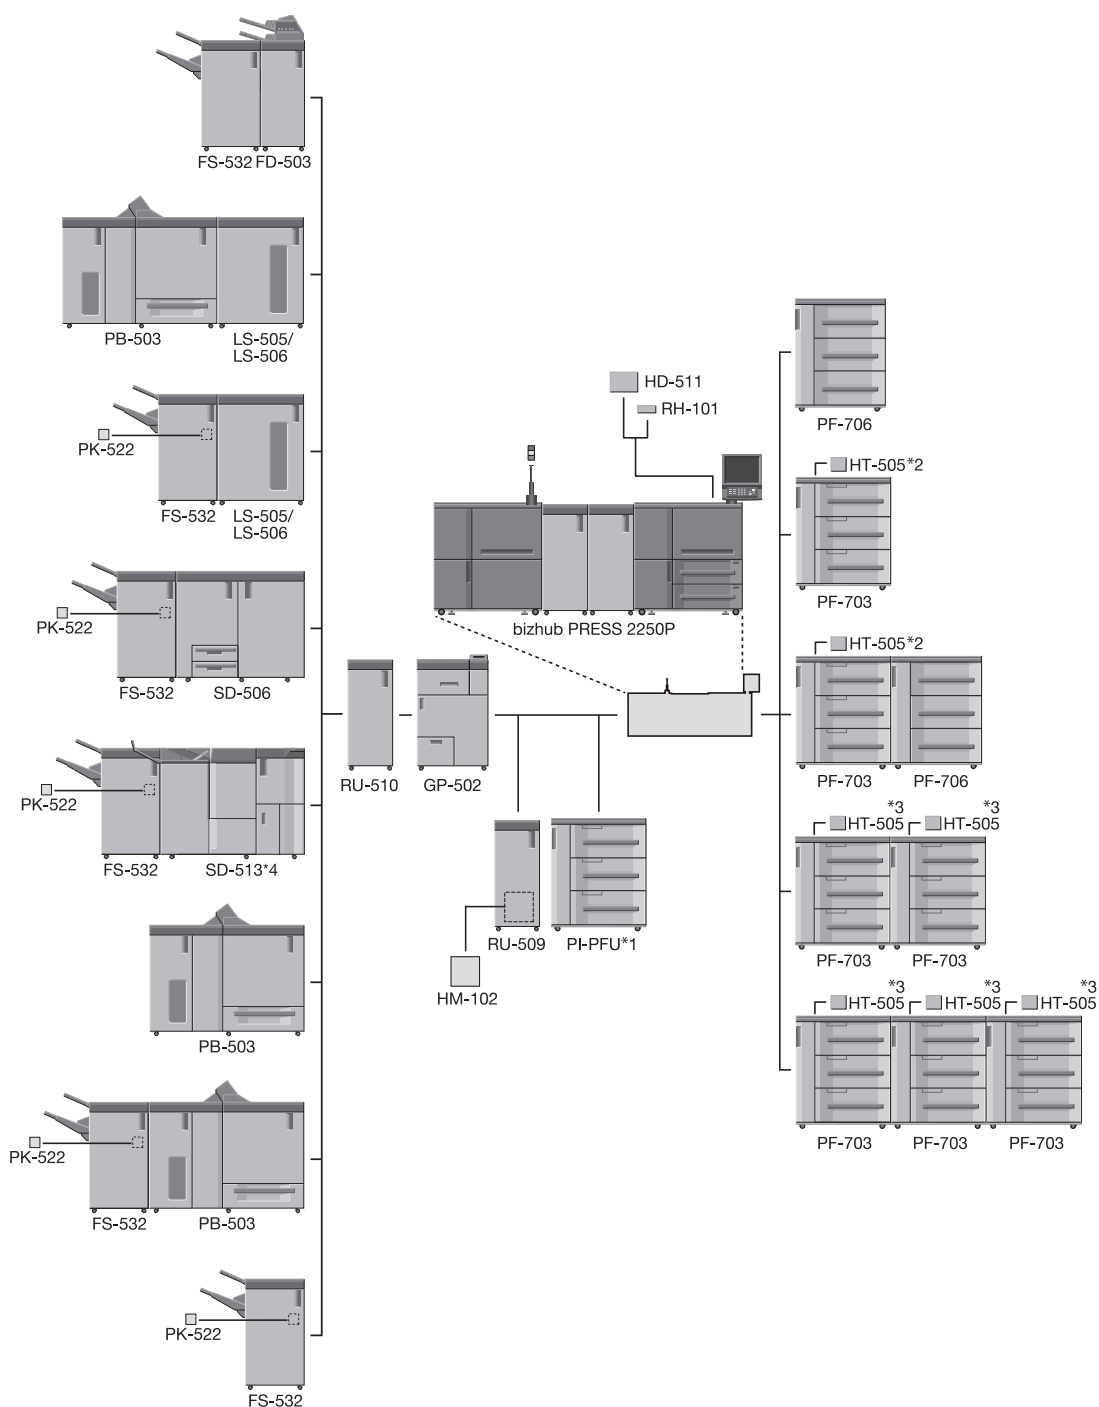 FS-532 FD-503
PB-503
LS-505/
LS-506
PK-522
FS-532
LS-505/
LS-506
PK-522
FS-532
SD-506
PK-522
FS-532
SD-513*4
PB-503
PK-522
FS-532
PB-503
PK-522
FS-532
RU-510
GP-502
HD-511
RH-101
bizhub PRESS 2250P
RU-509
PI-PFU*1
HM-102
PF-706
HT-505*2
PF-703
HT-505*2
PF-703
PF-706
*3
HT-505
*3
HT-505
PF-703
PF-703
*3
HT-505
*3
HT-505
*3
HT-505
PF-703
PF-703
PF-703